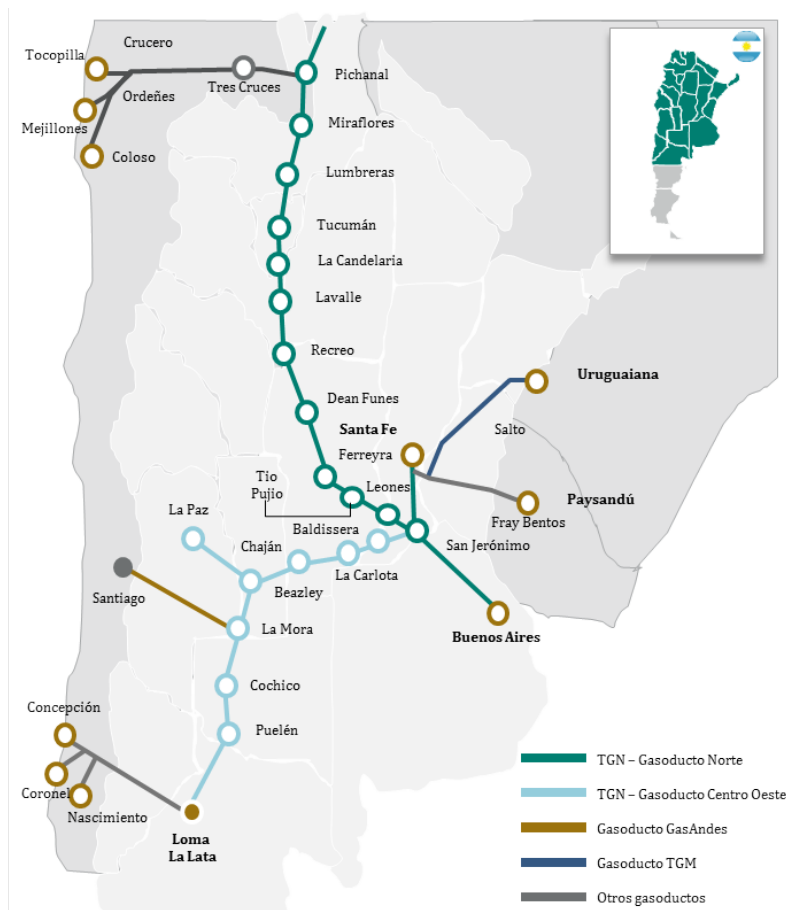 Crucero
Tocopilla
Tres Cruces
Pichanal
Ordeñes
Mejillones
Miraflores
Coloso
Lumbreras
Tucumán
La Candelaria
Lavalle
Recreo
Uruguaiana
Dean Funes
Santa Fe
Salto
Ferreyra
Tio
Pujio
Leones
Paysandú
La Paz
Fray Bentos
Baldissera
San Jerónimo
Chaján
La Carlota
Beazley
Santiago
La Mora
Buenos Aires
Cochico
Concepción
Puelén
Coronel
Nascimiento
Loma
La Lata
TGN – Gasoducto Norte
TGN – Gasoducto Centro Oeste
Gasoducto GasAndes
Gasoducto TGM
Otros gasoductos